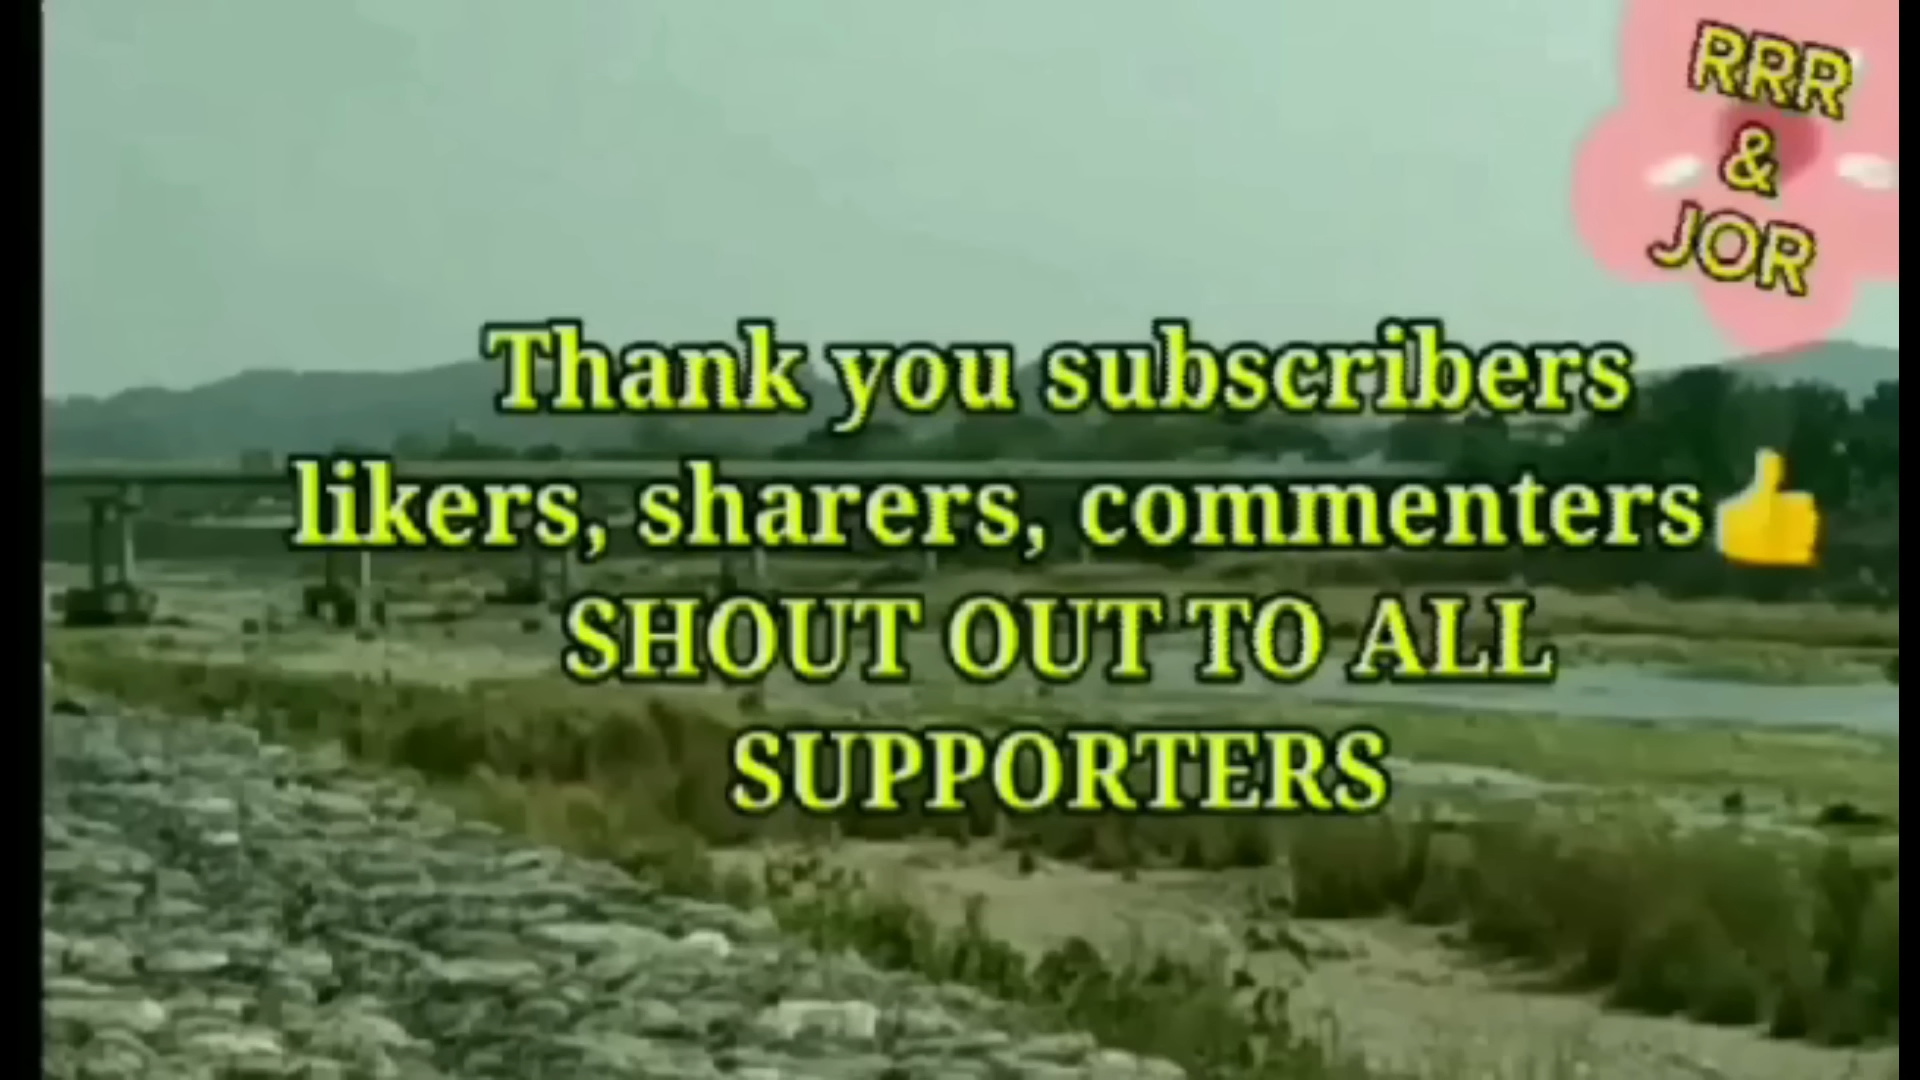 RRR
&
JOR
Thank you subscribers
likers, sharers, commenters👍
SHOUT OUT TO ALL
SUPPORTERS